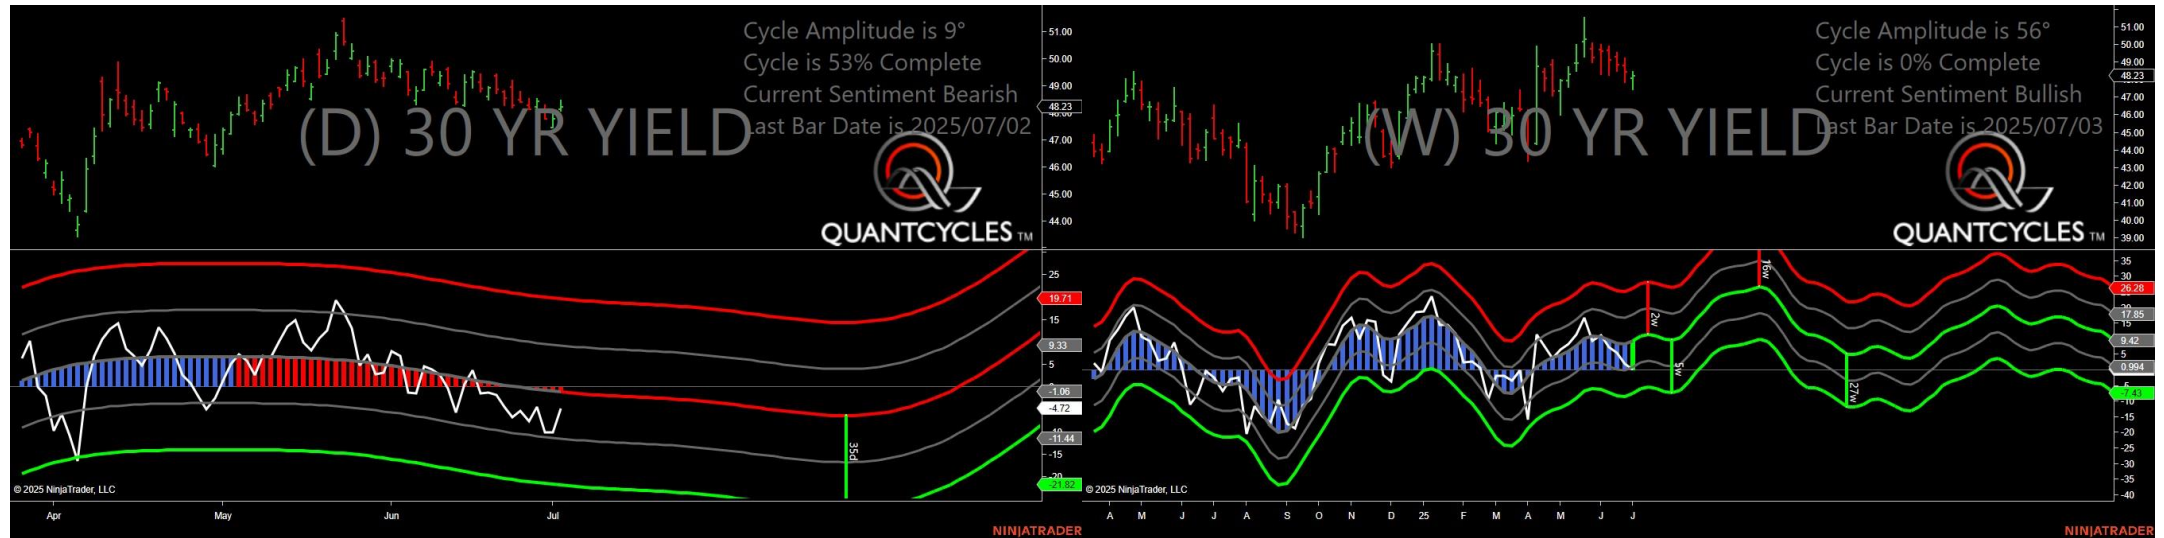 Cycle Amplitude is 9°
Cycle is 53% Complete
Current Sentiment Bearish
Last Bar Date is 2025/07/02
(D) 30 YR YIELD
QUANTCYCLES TM
51.00
50.00
49.00
48.23
48.00
47.00
46.00
45.00
44.00
25
19.71
15
9.33
5
-1.06
-4.72
-11.44
-15
-20
-21.82
35d
© 2025 NinjaTrader, LLC
Apr May Jun Jul
NINJATRADER
Cycle Amplitude is 56°
Cycle is 0% Complete
Current Sentiment Bullish
Last Bar Date is 2025/07/03
(W) 30 YR YIELD
QUANTCYCLES TM
51.00
50.00
49.00
48.23
47.00
46.00
45.00
44.00
43.00
42.00
41.00
40.00
39.00
35
30
26.28
17.85
15
9.42
5
0.994
-7.43
-10
-15
-20
-25
-30
-35
-40
2w
5w
16w
27w
© 2025 NinjaTrader, LLC
A M J J A S O N D 25 F M A M J J
NINJATRADER